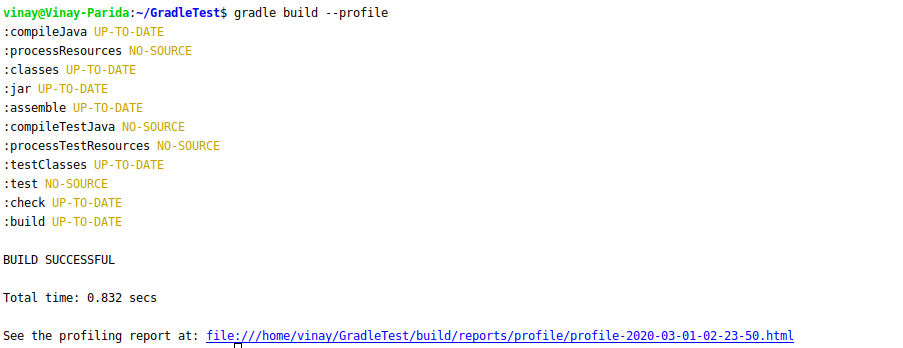 vinay@Vinay-Parida:~/GradleTest$ gradle build --profile
:compileJava UP-TO-DATE
:processResources NO-SOURCE
:classes UP-TO-DATE
:jar UP-TO-DATE
:assemble UP-TO-DATE
:compileTestJava NO-SOURCE
:processTestResources NO-SOURCE
:testClasses UP-TO-DATE
:test NO-SOURCE
:check UP-TO-DATE
:build UP-TO-DATE
BUILD SUCCESSFUL
Total time: 0.832 secs
See the profiling report at: file:///home/vinay/GradleTest/build/reports/profile/profile-2020-03-01-02-23-50.html